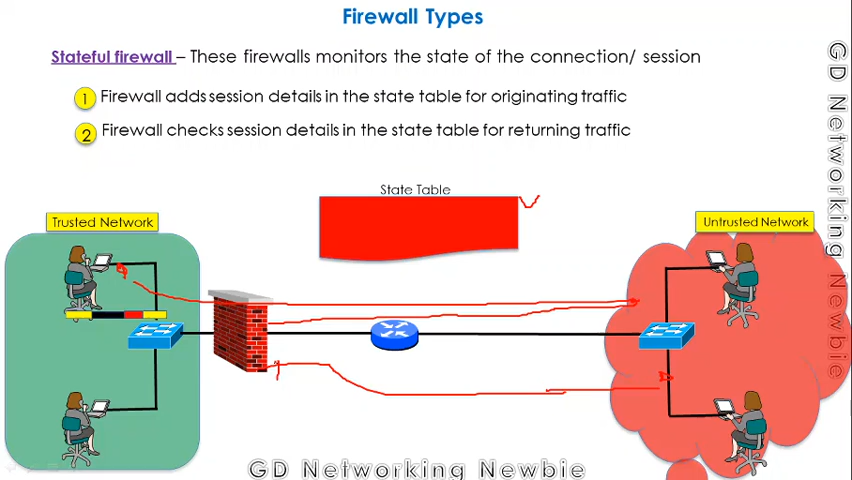 Firewall Types
Stateful firewall – These firewalls monitors the state of the connection/ session
1 Firewall adds session details in the state table for originating traffic
2 Firewall checks session details in the state table for returning traffic
State Table
Trusted Network
Untrusted Network
GD Networking Newbie
GD Networking Newbie